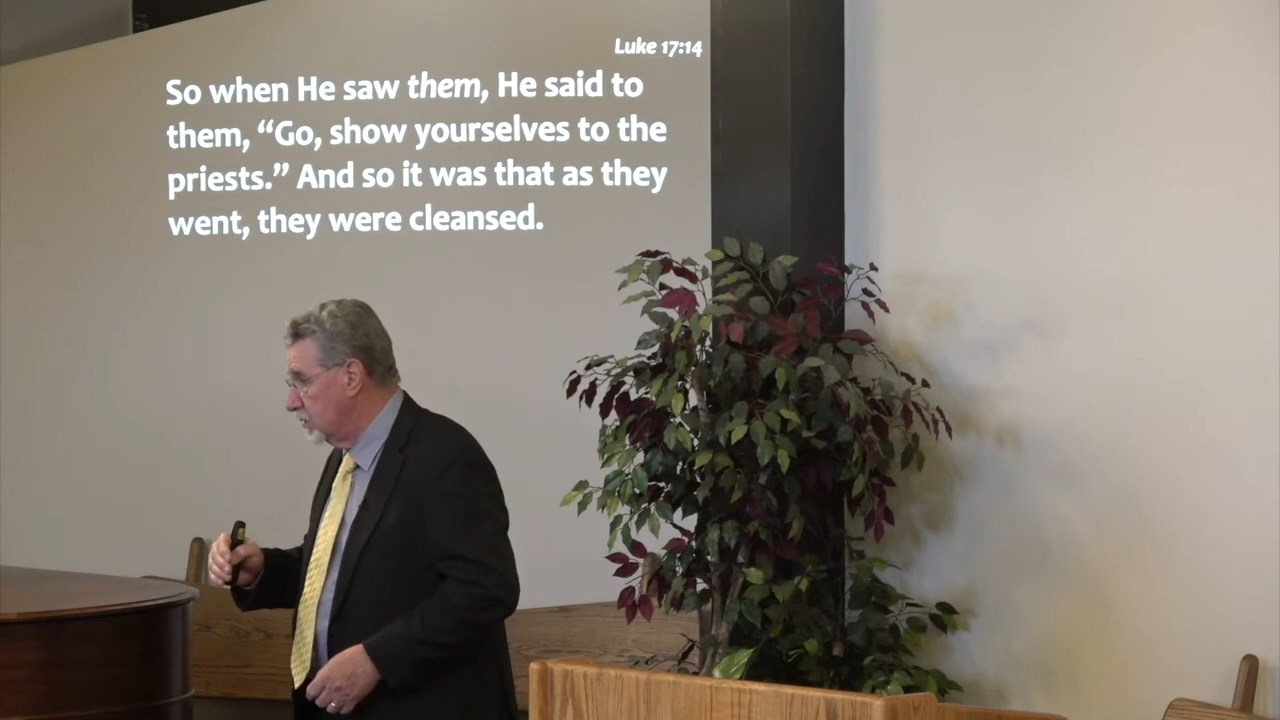 Luke 17:14
So when He saw them, He said to
them, “Go, show yourselves to the
priests.” And so it was that as they
went, they were cleansed.